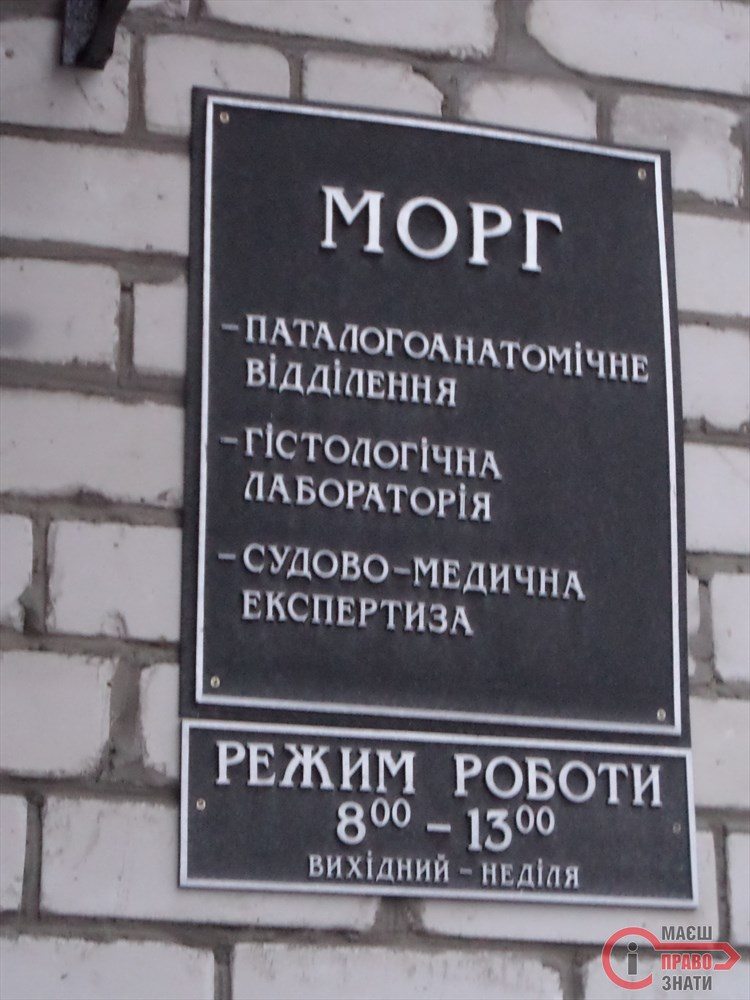 МОРГ
– ПАТАЛОГОАНАТОМІЧНЕ
ВІДДІЛЕННЯ
– ГІСТОЛОГІЧНА
ЛАБОРАТОРІЯ
– СУДОВО – МЕДИЧНА
ЕКСПЕРТИЗА
РЕЖИМ РОБОТИ
8⁰⁰ – 13⁰⁰
ВИХІДНИЙ – НЕДІЛЯ
МАЄШ
ПРАВО
ЗНАТИ